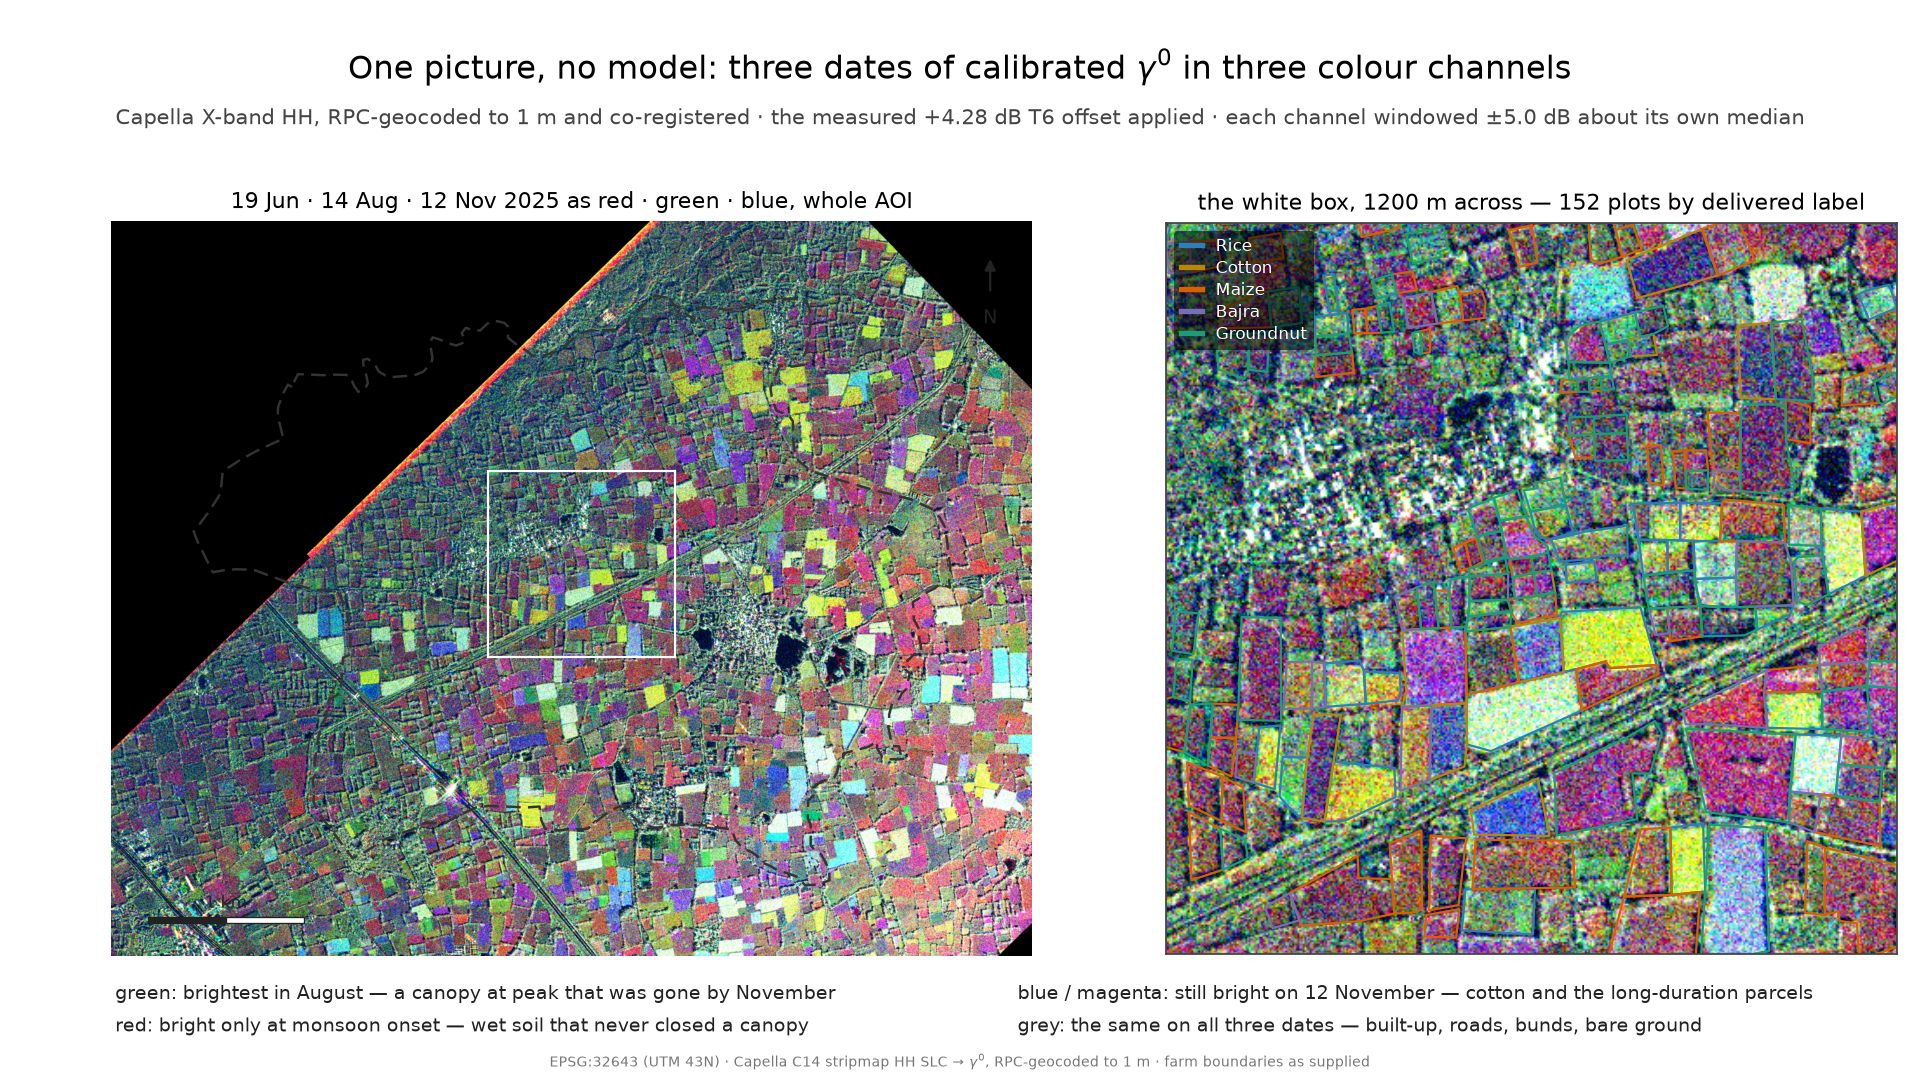 One picture, no model: three dates of calibrated γ⁰ in three colour channels
Capella X-band HH, RPC-geocoded to 1 m and co-registered · the measured +4.28 dB T6 offset applied · each channel windowed ±5.0 dB about its own median
19 Jun · 14 Aug · 12 Nov 2025 as red · green · blue, whole AOI
N
the white box, 1200 m across — 152 plots by delivered label
Rice
Cotton
Maize
Bajra
Groundnut
green: brightest in August — a canopy at peak that was gone by November
red: bright only at monsoon onset — wet soil that never closed a canopy
blue / magenta: still bright on 12 November — cotton and the long-duration parcels
grey: the same on all three dates — built-up, roads, bunds, bare ground
EPSG:32643 (UTM 43N) · Capella C14 stripmap HH SLC → γ⁰, RPC-geocoded to 1 m · farm boundaries as supplied